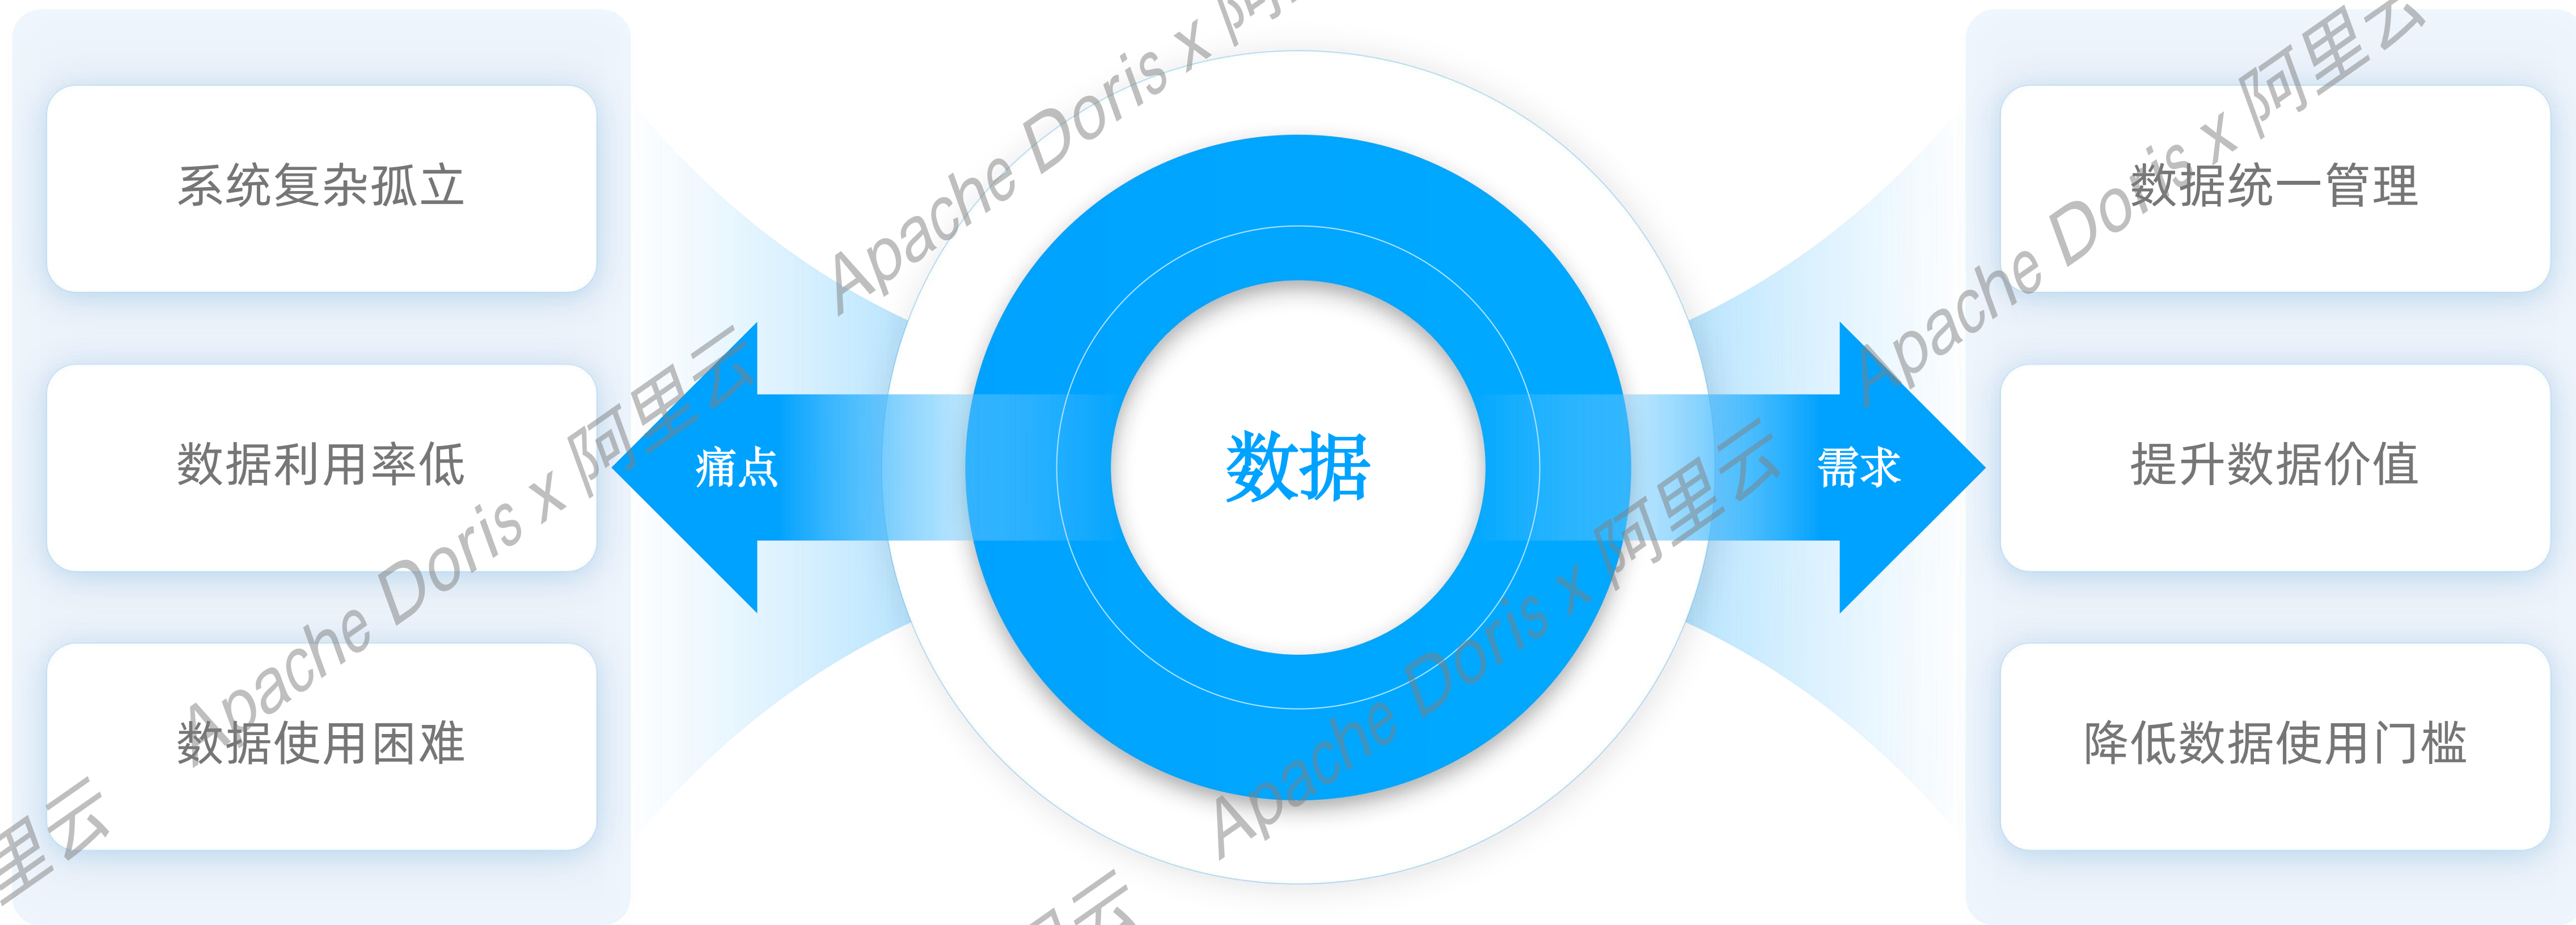 系统复杂孤立
数据利用率低
数据使用困难
痛点
数据
需求
数据统一管理
提升数据价值
降低数据使用门槛
Apache Doris x 阿里云
Apache Doris x 阿里云
Apache Doris x 阿里云
Apache Doris x
里云
阿里云